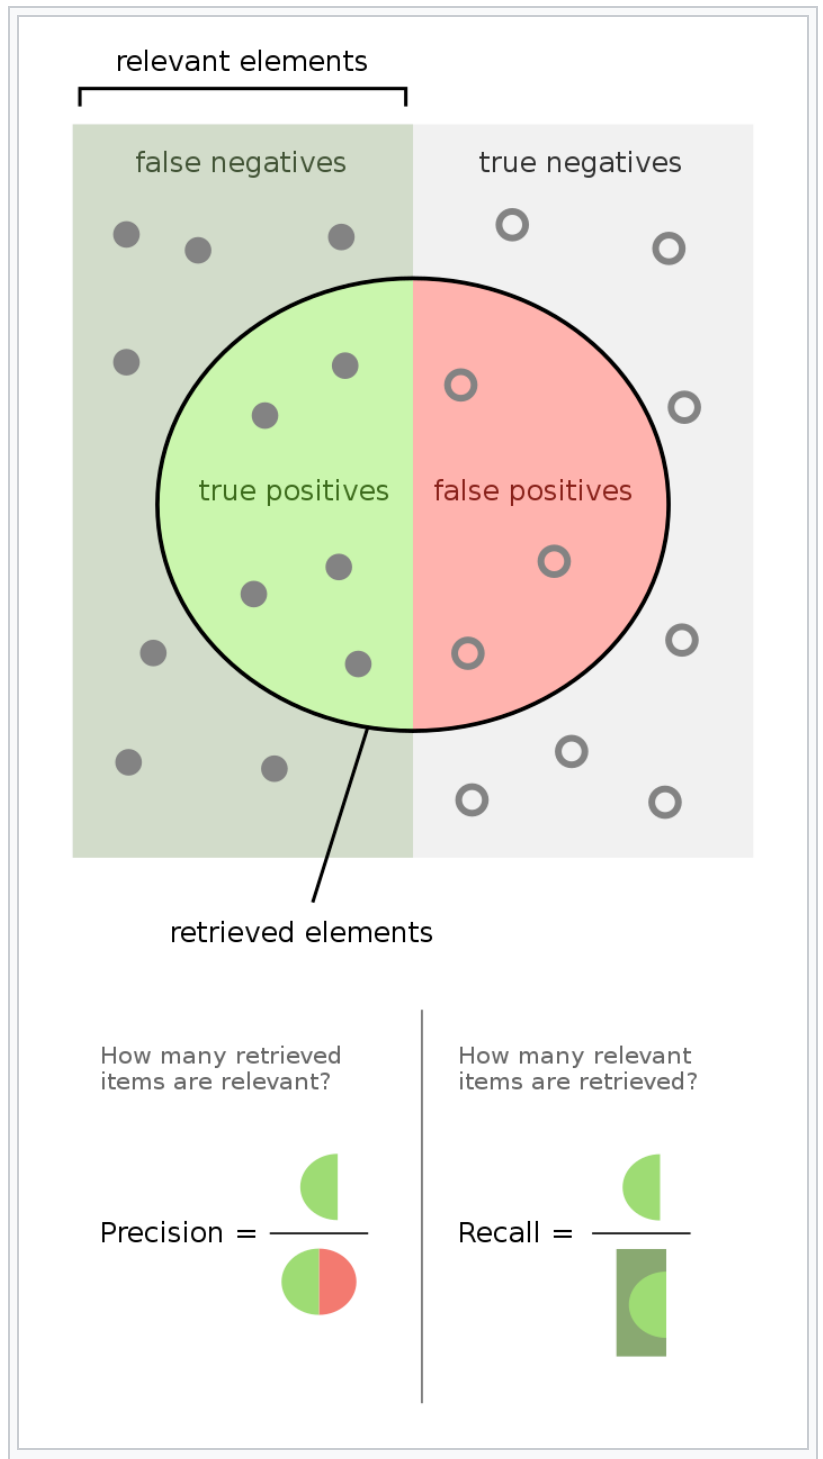 relevant elements
false negatives
true negatives
true positives
false positives
retrieved elements
How many retrieved
items are relevant?
How many relevant
items are retrieved?
Precision =
Recall =